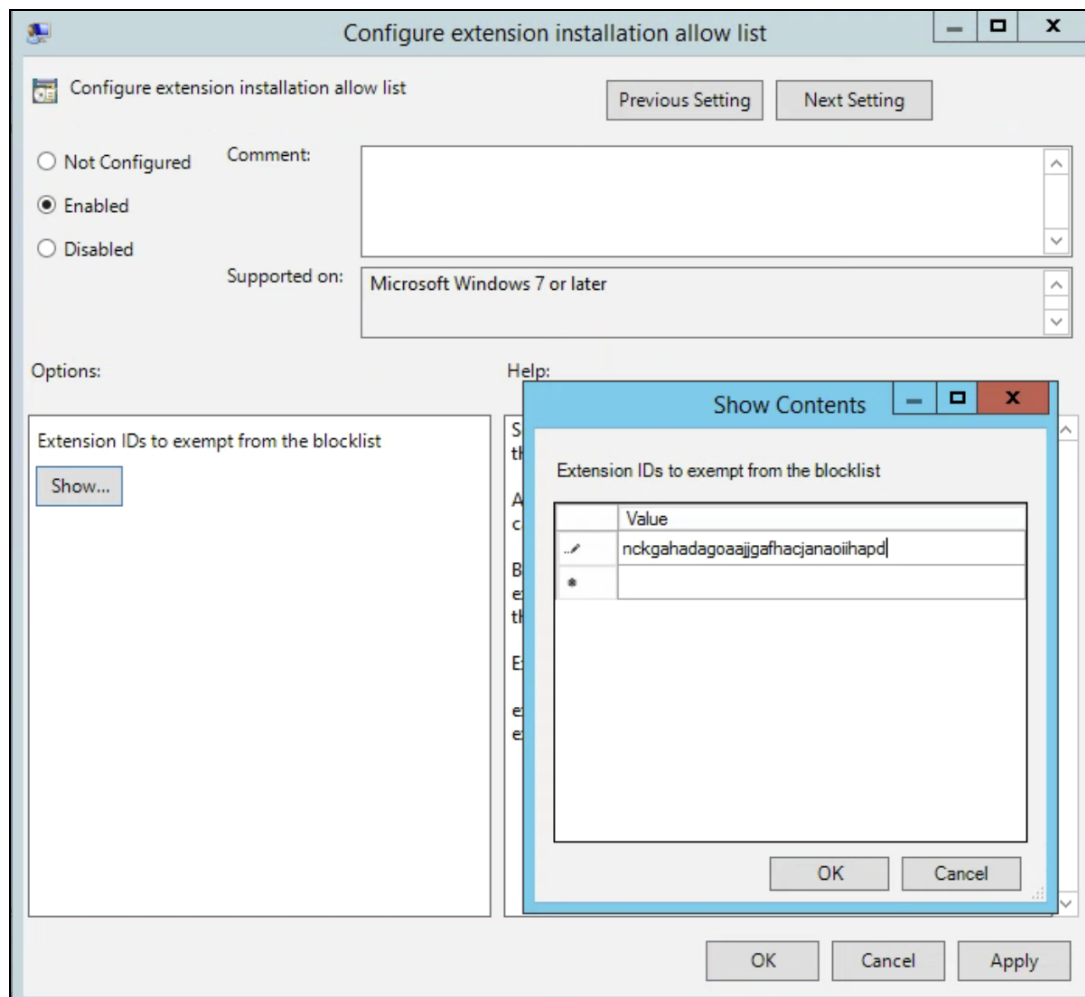 Configure extension installation allow list
Configure extension installation allow list
Previous Setting
Next Setting
Not Configured
Comment:
Enabled
Disabled
Supported on:
Microsoft Windows 7 or later
Options:
Help:
Extension IDs to exempt from the blocklist
Show...
Show Contents
Extension IDs to exempt from the blocklist
Value
nckgahadagoaajjgafhacjanaoiihapd
OK
Cancel
OK
Cancel
Apply